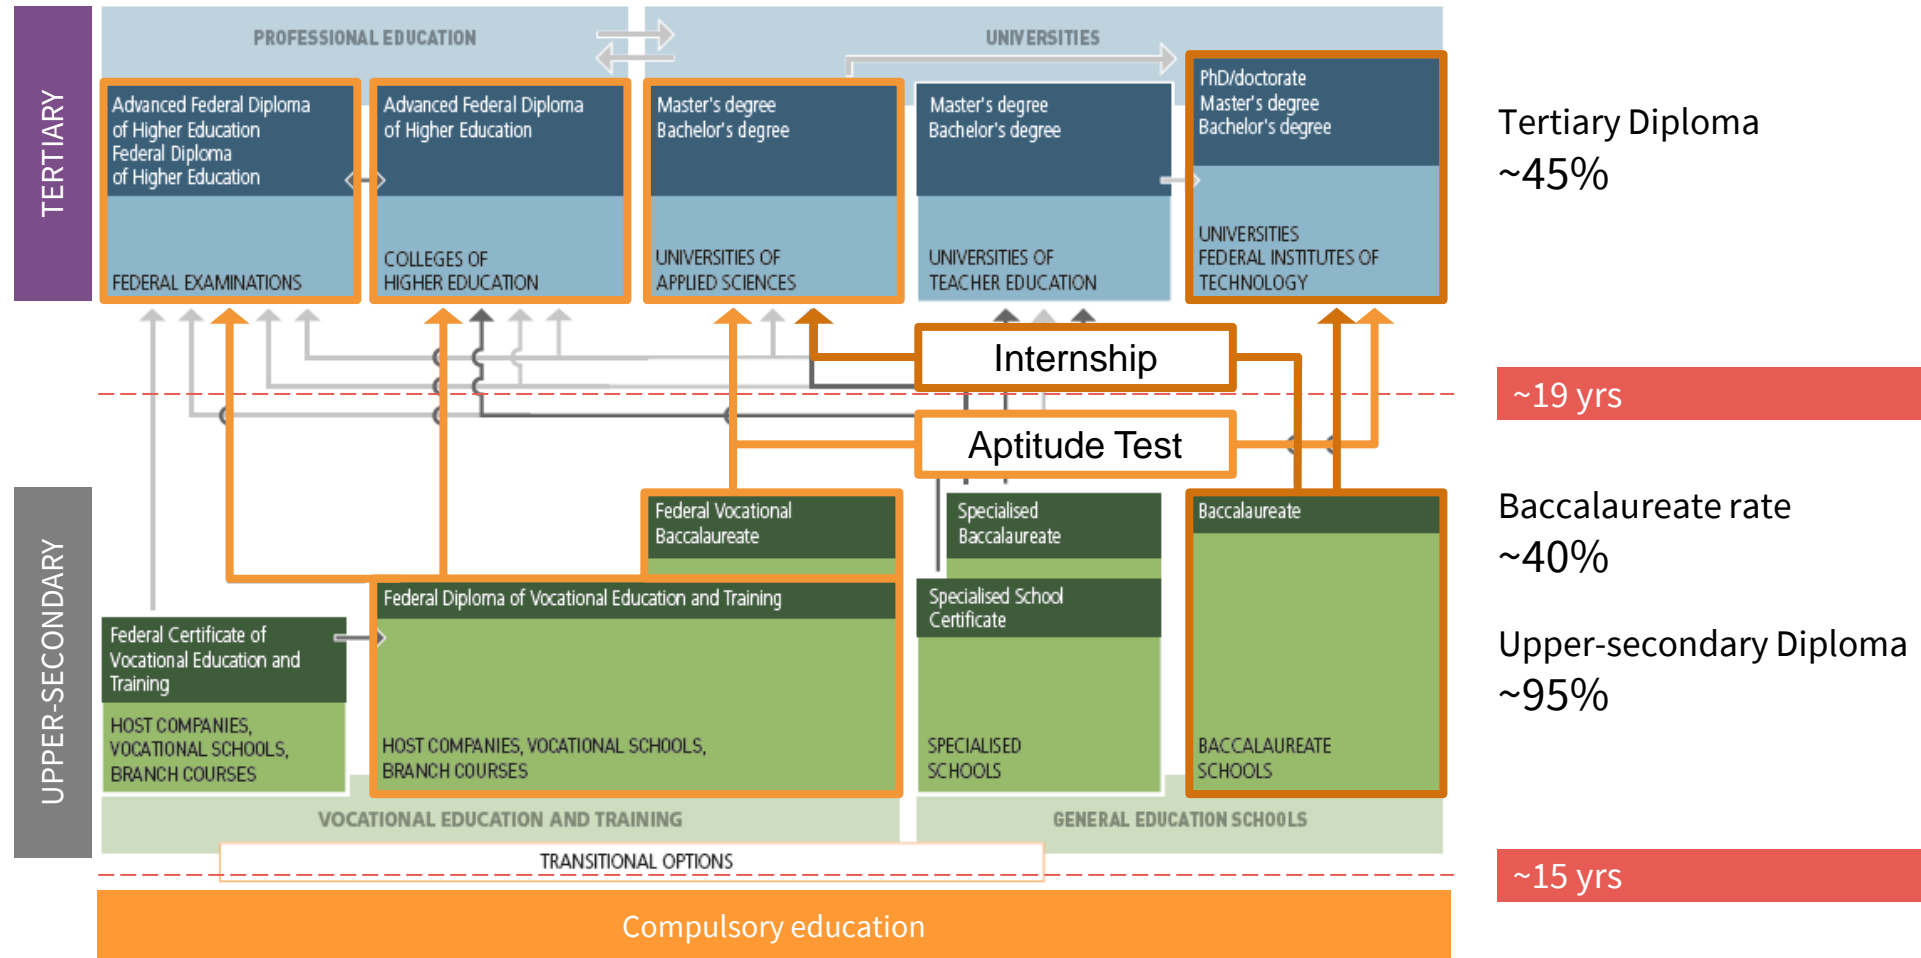 TERTIARY
PROFESSIONAL EDUCATION
UNIVERSITIES
Advanced Federal Diploma
of Higher Education
Federal Diploma
of Higher Education
FEDERAL EXAMINATIONS
Advanced Federal Diploma
of Higher Education
COLLEGES OF
HIGHER EDUCATION
Master's degree
Bachelor's degree
UNIVERSITIES OF
APPLIED SCIENCES
Master's degree
Bachelor's degree
UNIVERSITIES OF
TEACHER EDUCATION
PhD/doctorate
Master's degree
Bachelor's degree
UNIVERSITIES
FEDERAL INSTITUTES OF
TECHNOLOGY
Tertiary Diploma
~45%
Internship
~19 yrs
Aptitude Test
UPPER-SECONDARY
Federal Vocational
Baccalaureate
Specialised
Baccalaureate
Baccalaureate
BACCALAUREATE
SCHOOLS
Federal Diploma of Vocational Education and Training
HOST COMPANIES, VOCATIONAL SCHOOLS,
BRANCH COURSES
Specialised School
Certificate
SPECIALISED
SCHOOLS
Federal Certificate of
Vocational Education and
Training
HOST COMPANIES,
VOCATIONAL SCHOOLS,
BRANCH COURSES
Baccalaureate rate
~40%
Upper-secondary Diploma
~95%
VOCATIONAL EDUCATION AND TRAINING
GENERAL EDUCATION SCHOOLS
TRANSITIONAL OPTIONS
~15 yrs
Compulsory education